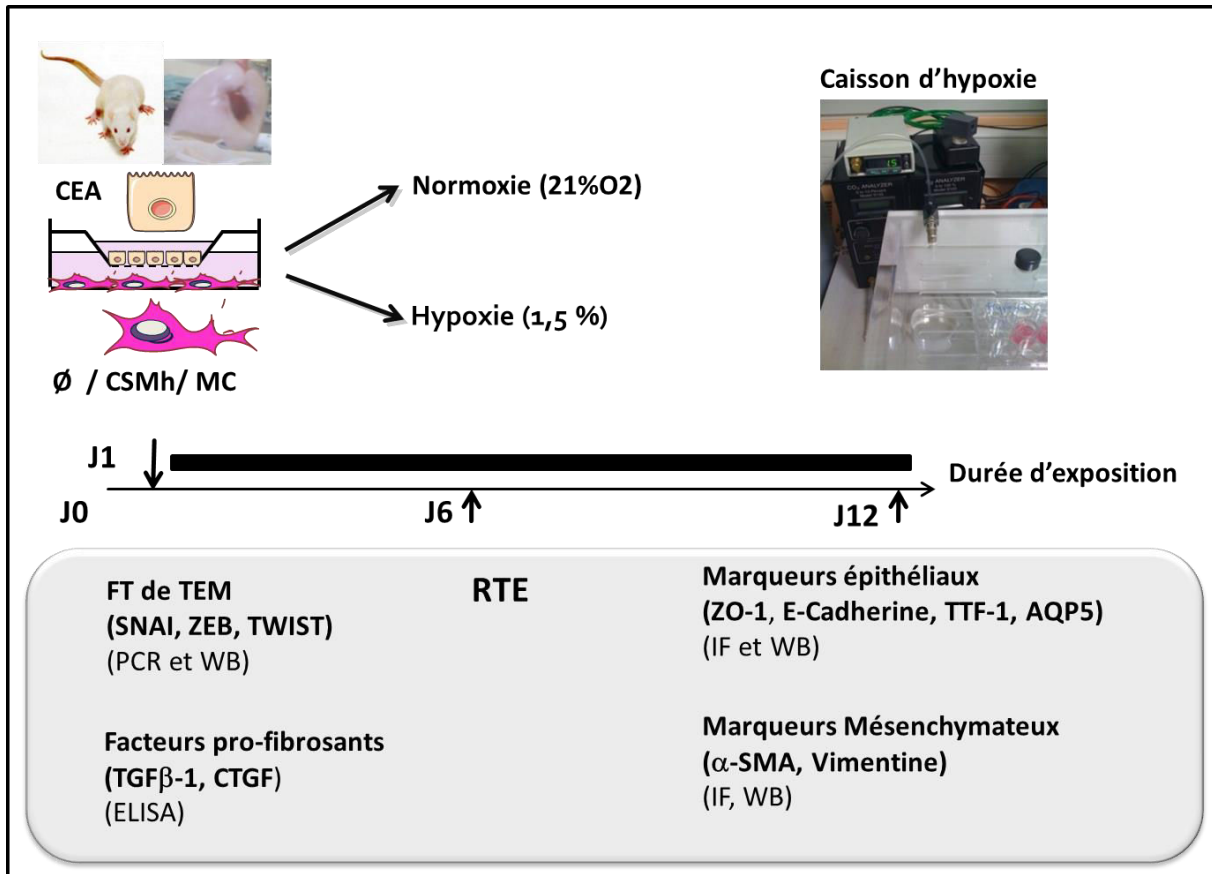 Caisson d'hypoxie
CEA
Normoxie (21%O2)
Hypoxie (1,5 %)
Ø / CSMh/ MC
J1
Durée d'exposition
J0
J6
J12
FT de TEM
(SNAI, ZEB, TWIST)
(PCR et WB)
RTE
Marqueurs épithéliaux
(ZO-1, E-Cadherine, TTF-1, AQP5)
(IF et WB)
Facteurs pro-fibrosants
(TGFβ-1, CTGF)
(ELISA)
Marqueurs Mésenchymateux
(α-SMA, Vimentine)
(IF, WB)